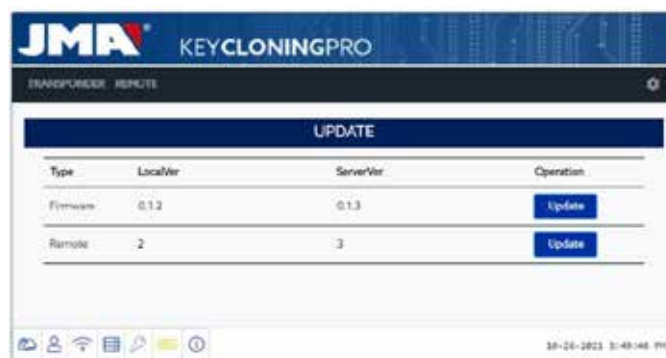 JMA KEYCLONINGPRO
TRANSPONDER REMOTE
UPDATE
Type LocalVer ServerVer Operation
Firmware 0.1.2 0.1.3 Update
Remote 2 3 Update